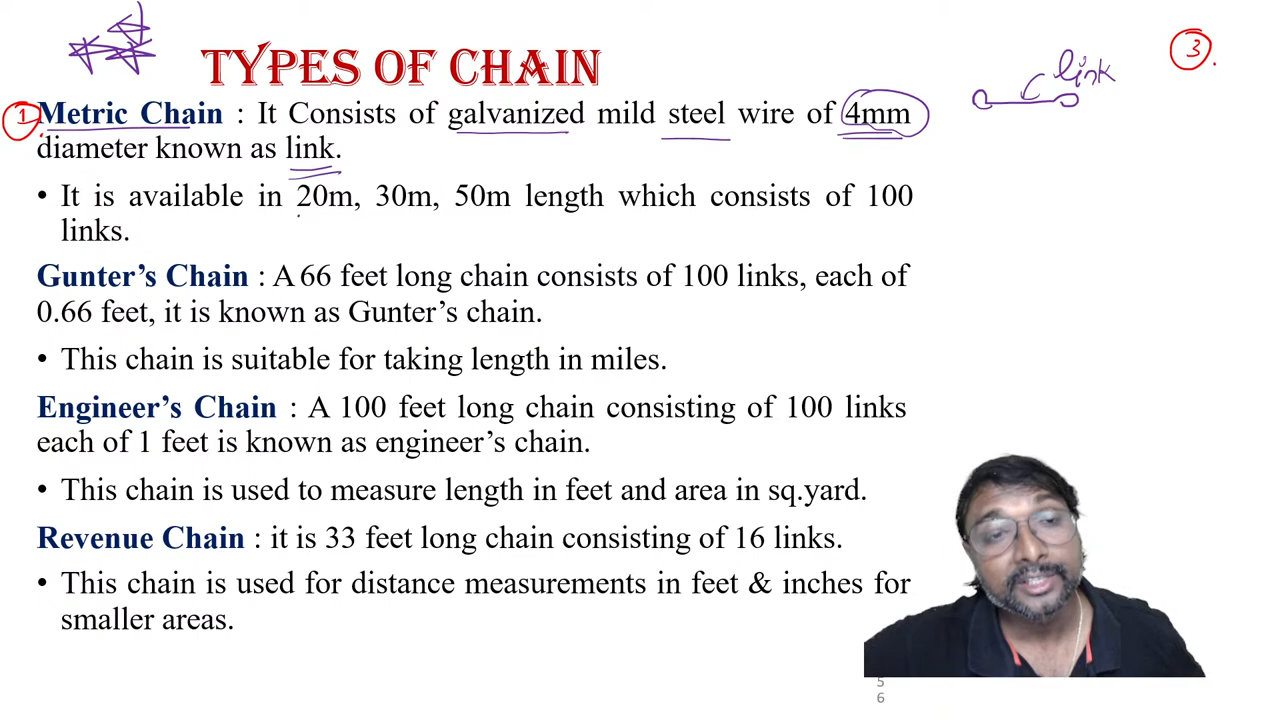 TYPES OF CHAIN
link
3.
1 Metric Chain : It Consists of galvanized mild steel wire of 4mm
diameter known as link.
• It is available in 20m, 30m, 50m length which consists of 100
links.
Gunter's Chain : A 66 feet long chain consists of 100 links, each of
0.66 feet, it is known as Gunter's chain.
• This chain is suitable for taking length in miles.
Engineer's Chain : A 100 feet long chain consisting of 100 links
each of 1 feet is known as engineer's chain.
• This chain is used to measure length in feet and area in sq.yard.
Revenue Chain : it is 33 feet long chain consisting of 16 links.
• This chain is used for distance measurements in feet & inches for
smaller areas.
5
6